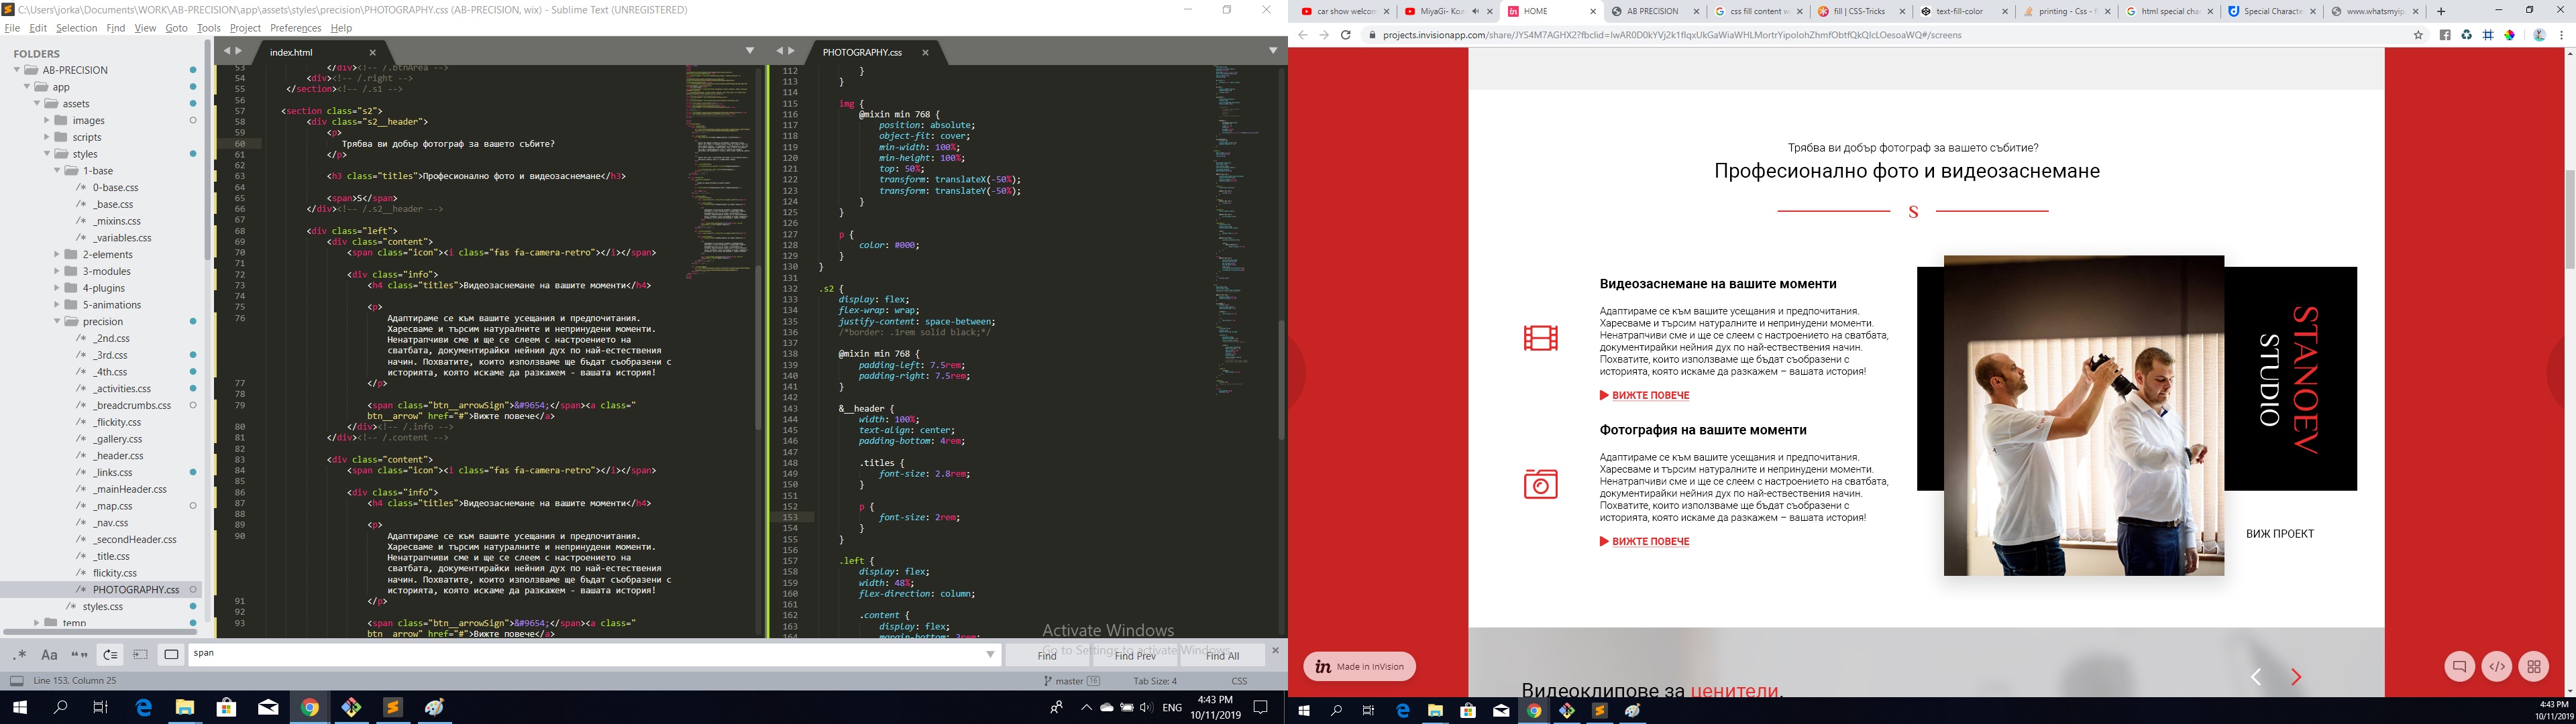 C:\Users\jorka\Documents\WORK\AB-PRECISION\app\assets\styles\precision\PHOTOGRAPHY.css (AB-PRECISION, wix) - Sublime Text (UNREGISTERED)
File Edit Selection Find View Goto Tools Project Preferences Help
FOLDERS
AB-PRECISION
app
assets
images
scripts
styles
1-base
/* 0-base.css
/* _base.css
/* _mixins.css
/* _variables.css
2-elements
3-modules
4-plugins
5-animations
precision
/* _2nd.css
/* _3rd.css
/* _4th.css
/* _activities.css
/* _breadcrumbs.css
/* _flickity.css
/* _gallery.css
/* _header.css
/* _links.css
/* _mainHeader.css
/* _map.css
/* _nav.css
/* _secondHeader.css
/* _title.css
/* flickity.css
/* PHOTOGRAPHY.css
/* styles.css
temp
index.html
53 </div><!-- /.btnArea -->
54 <div><!-- /.right -->
55 </section><!-- /.s1 -->
56
57 <section class="s2">
58 <div class="s2__header">
59 <p>
60 Трябва ви добър фотограф за вашето събите?
61 </p>
62
63 <h3 class="titles">Професионално фото и видеозаснемане</h3>
64
65 <span>S</span>
66 </div><!-- /.s2__header -->
67
68 <div class="left">
69 <div class="content">
70 <span class="icon"><i class="fas fa-camera-retro"></i></span>
71
72 <div class="info">
73 <h4 class="titles">Видеозаснемане на вашите моменти</h4>
74
75 <p>
76 Адаптираме се към вашите усещания и предпочитания.
Харесваме и търсим натуралните и непринудени моменти.
Ненатрапчиви сме и ще се слеем с настроението на
сватбата, документирайки нейния дух по най-естествения
начин. Похватите, които използваме ще бъдат съобразени с
историята, която искаме да разкажем - вашата история!
77 </p>
78
79 <span class="btn__arrowSign">&#9654;</span><a class="
btn__arrow" href="#">Вижте повече</a>
80 </div><!-- /.info -->
81 </div><!-- /.content -->
82
83 <div class="content">
84 <span class="icon"><i class="fas fa-camera-retro"></i></span>
85
86 <div class="info">
87 <h4 class="titles">Видеозаснемане на вашите моменти</h4>
88
89 <p>
90 Адаптираме се към вашите усещания и предпочитания.
Харесваме и търсим натуралните и непринудени моменти.
Ненатрапчиви сме и ще се слеем с настроението на
сватбата, документирайки нейния дух по най-естествения
начин. Похватите, които използваме ще бъдат съобразени с
историята, която искаме да разкажем - вашата история!
91 </p>
92
93 <span class="btn__arrowSign">&#9654;</span><a class="
btn__arrow" href="#">Вижте повече</a>
PHOTOGRAPHY.css
112 }
113 }
114
115 img {
116 @mixin min 768 {
117 position: absolute;
118 object-fit: cover;
119 min-width: 100%;
120 min-height: 100%;
121 top: 50%;
122 transform: translateX(-50%);
123 transform: translateY(-50%);
124 }
125 }
126
127 p {
128 color: #000;
129 }
130 }
131
132 .s2 {
133 display: flex;
134 flex-wrap: wrap;
135 justify-content: space-between;
136 /*border: .1rem solid black;*/
137
138 @mixin min 768 {
139 padding-left: 7.5rem;
140 padding-right: 7.5rem;
141 }
142
143 &__header {
144 width: 100%;
145 text-align: center;
146 padding-bottom: 4rem;
147
148 .titles {
149 font-size: 2.8rem;
150 }
151
152 p {
153 font-size: 2rem;
154 }
155 }
156
157 .left {
158 display: flex;
159 width: 48%;
160 flex-direction: column;
161
162 .content {
163 display: flex;
164 margin-bottom: 3rem;
Activate Windows
Go to Settings to activate Windows.
span
Find Find Prev Find All
Line 153, Column 25
master 16 Tab Size: 4 CSS
ENG 4:43 PM
10/11/2019
car show welcom MiyaGi- Koz HOME AB PRECISION css fill content w fill | CSS-Tricks text-fill-color printing - Css - f html special cha Special Characte www.whatsmyip
projects.invisionapp.com/share/JYS4M7AGHX2?fbclid=IwAR0D0kYVj2k1flqxUkGaWiaWHLMortrYipoIohZhmfObtfQkQIcLOesoaWQ#/screens
Трябва ви добър фотограф за вашето събитие?
Професионално фото и видеозаснемане
S
Видеозаснемане на вашите моменти
Адаптираме се към вашите усещания и предпочитания.
Харесваме и търсим натуралните и непринудени моменти.
Ненатрапчиви сме и ще се слеем с настроението на сватбата,
документирайки нейния дух по най-ествествения начин.
Похватите, които използваме ще бъдат съобразени с
историята, която искаме да разкажем – вашата история!
ВИЖТЕ ПОВЕЧЕ
Фотография на вашите моменти
Адаптираме се към вашите усещания и предпочитания.
Харесваме и търсим натуралните и непринудени моменти.
Ненатрапчиви сме и ще се слеем с настроението на сватбата,
документирайки нейния дух по най-ествествения начин.
Похватите, които използваме ще бъдат съобразени с
историята, която искаме да разкажем – вашата история!
ВИЖТЕ ПОВЕЧЕ
STANOEV
STUDIO
ВИЖ ПРОЕКТ
in Made in InVision
Видеоклипове за ценители.
4:43 PM
10/11/2019